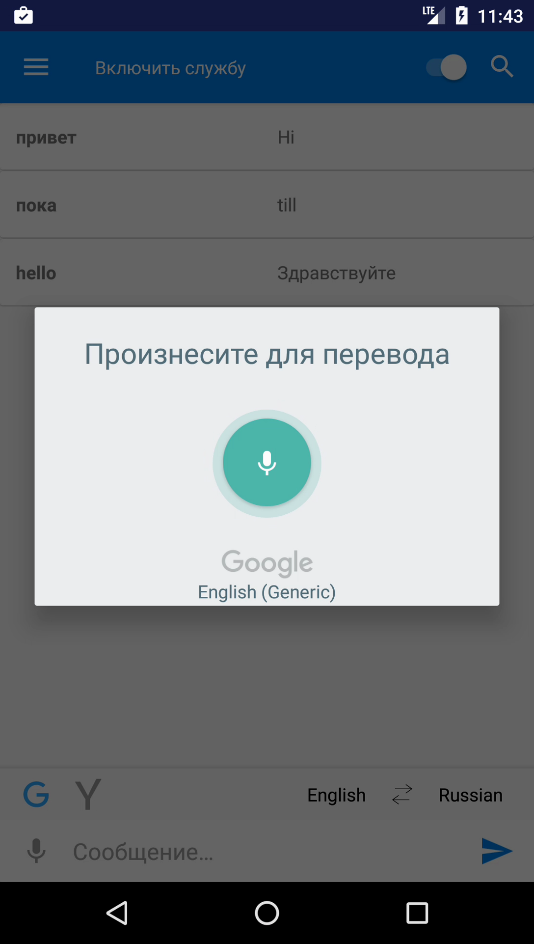 LTE 11:43
Включить службу
привет Hi
пока till
hello Здравствуйте
Произнесите для перевода
Google
English (Generic)
G Y English Russian
Сообщение...